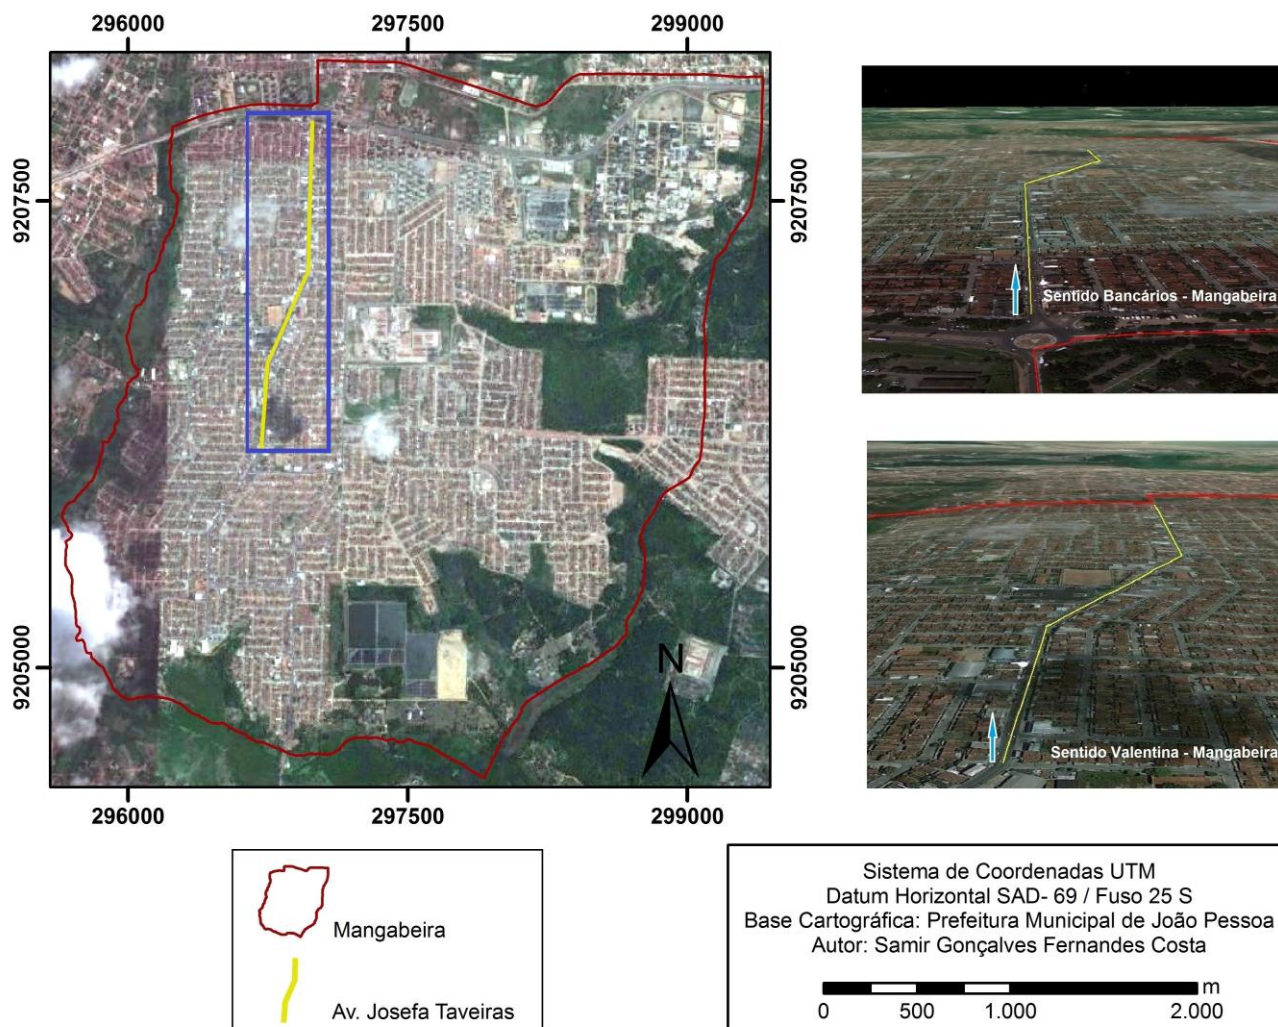 296000 297500 299000
9207500 9207500
Sentido Bancários - Mangabeira
9205000 9205000
N
Sentido Valentina - Mangabeira
296000 297500 299000
Mangabeira
Av. Josefa Taveiras
Sistema de Coordenadas UTM
Datum Horizontal SAD- 69 / Fuso 25 S
Base Cartográfica: Prefeitura Municipal de João Pessoa
Autor: Samir Gonçalves Fernandes Costa
m
0 500 1.000 2.000